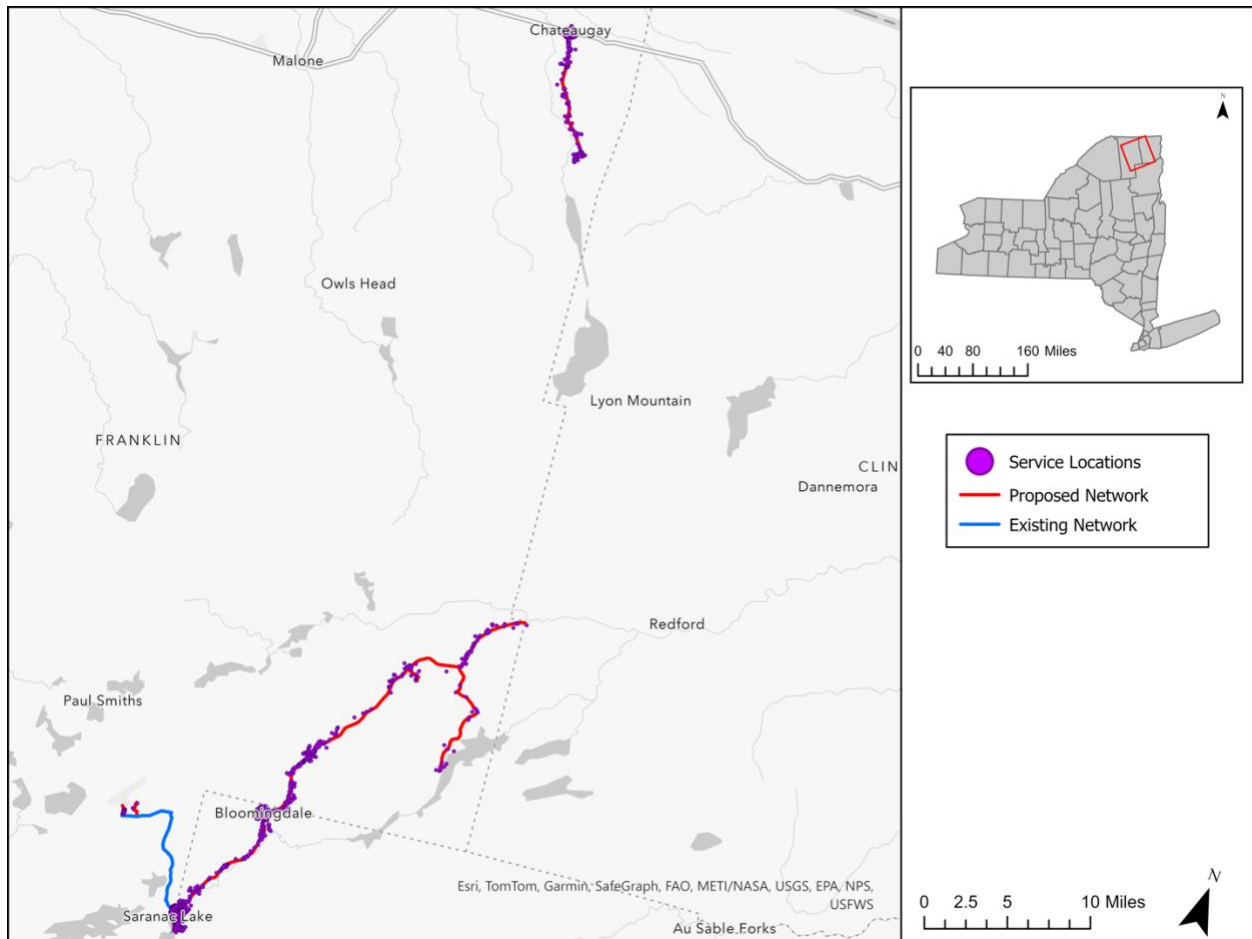 Chateaugay
Malone
Owls Head
Lyon Mountain
FRANKLIN
CLIN
Dannemora
Redford
Paul Smiths
Bloomingdale
Saranac Lake
Esri, TomTom, Garmin, SafeGraph, FAO, METI/NASA, USGS, EPA, NPS,
USFWS
Au Sable Forks
N
0 40 80 160 Miles
Service Locations
Proposed Network
Existing Network
N
0 2.5 5 10 Miles